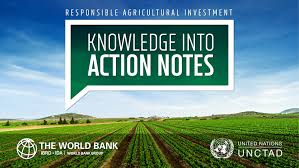 RESPONSIBLE AGRICULTURAL INVESTMENT
KNOWLEDGE INTO
ACTION NOTES
THE WORLD BANK
IBRD • IDA | WORLD BANK GROUP
UNITED NATIONS
UNCTAD